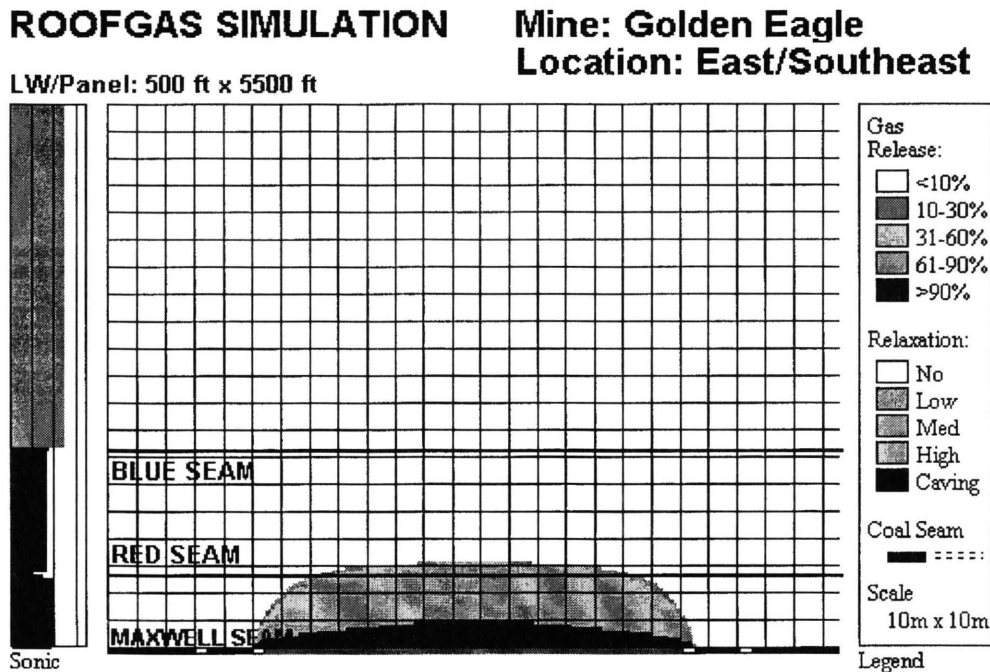 ROOFGAS SIMULATION
Mine: Golden Eagle
Location: East/Southeast
LW/Panel: 500 ft x 5500 ft
BLUE SEAM
RED SEAM
MAXWELL SEAM
Sonic
Gas
Release:
<10%
10-30%
31-60%
61-90%
>90%
Relaxation:
No
Low
Med
High
Caving
Coal Seam
Scale
10m x 10m
Legend